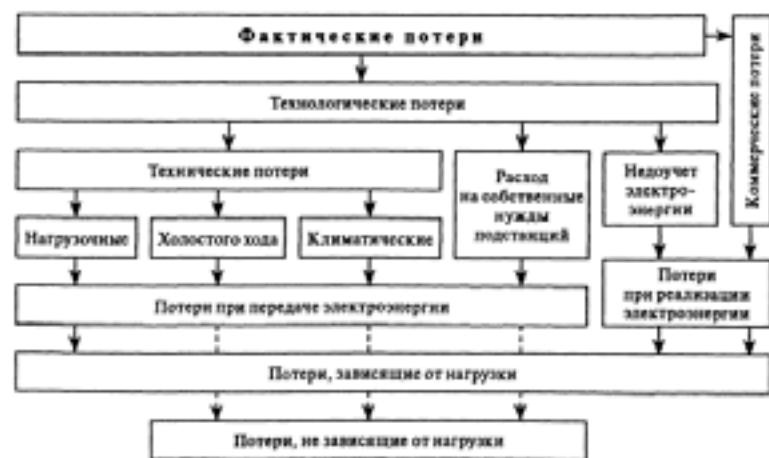 Фактические потери
Коммерческие потери
Технологические потери
Технические потери
Расход
на собственные
нужды
подстанций
Недоучет
электро-
энергии
Нагрузочные
Холостого хода
Климатические
Потери при передаче электроэнергии
Потери
при реализации
электроэнергии
Потери, зависящие от нагрузки
Потери, не зависящие от нагрузки